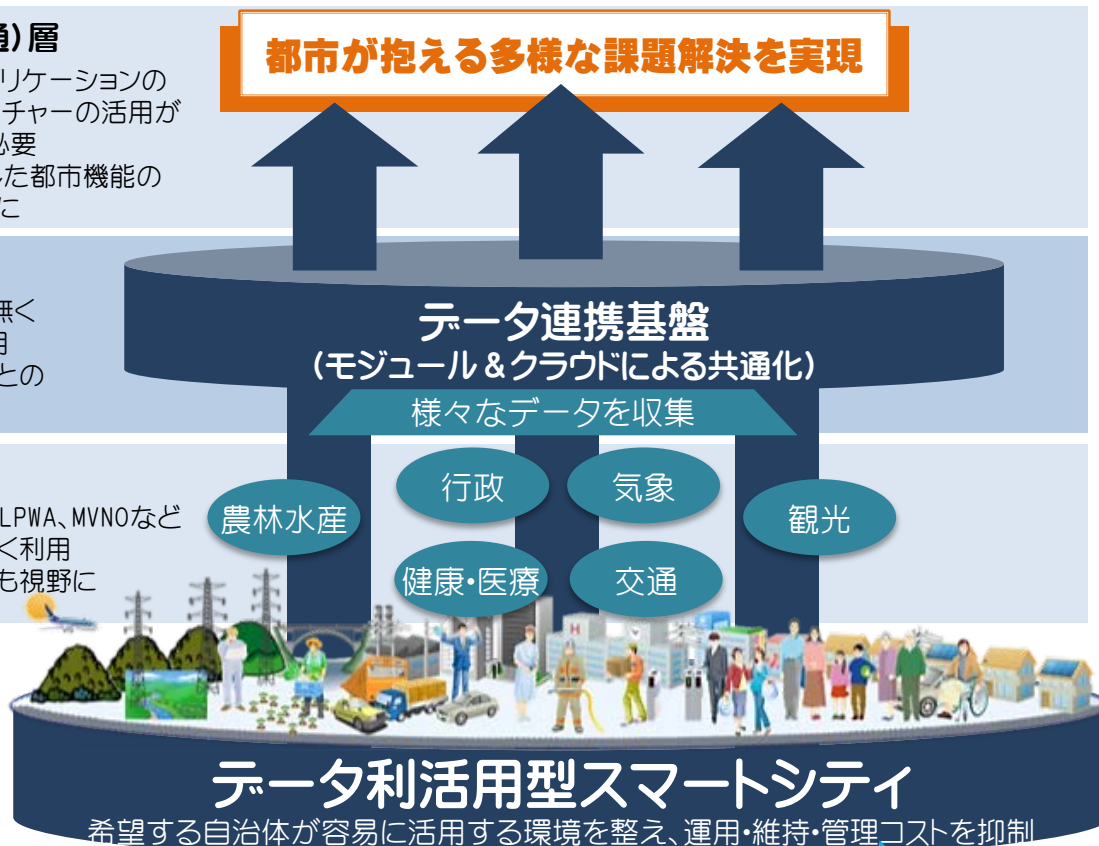 通)層
リケーションの
チャーの活用が
必要
した都市機能の
に
都市が抱える多様な課題解決を実現
無く
用
との
データ連携基盤
(モジュール&クラウドによる共通化)
様々なデータを収集
LPWA、MVNOなど
く利用
も視野に
農林水産
行政
気象
観光
健康・医療
交通
データ利活用型スマートシティ
希望する自治体が容易に活用する環境を整え、運用・維持・管理コストを抑制